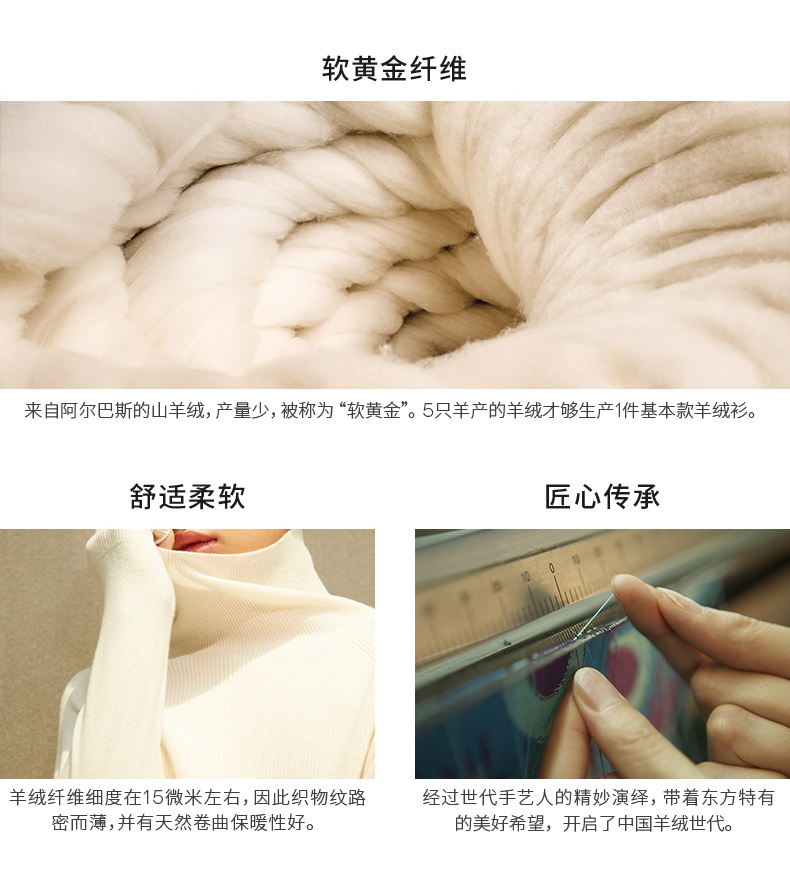 软黄金纤维
来自阿尔巴斯的山羊绒，产量少，被称为“软黄金”。5只羊产的羊绒才够生产1件基本款羊绒衫。
舒适柔软
匠心传承
10 0 10
羊绒纤维细度在15微米左右，因此织物纹路
密而薄，并有天然卷曲保暖性好。
经过世代手艺人的精妙演绎，带着东方特有
的美好希望，开启了中国羊绒世代。